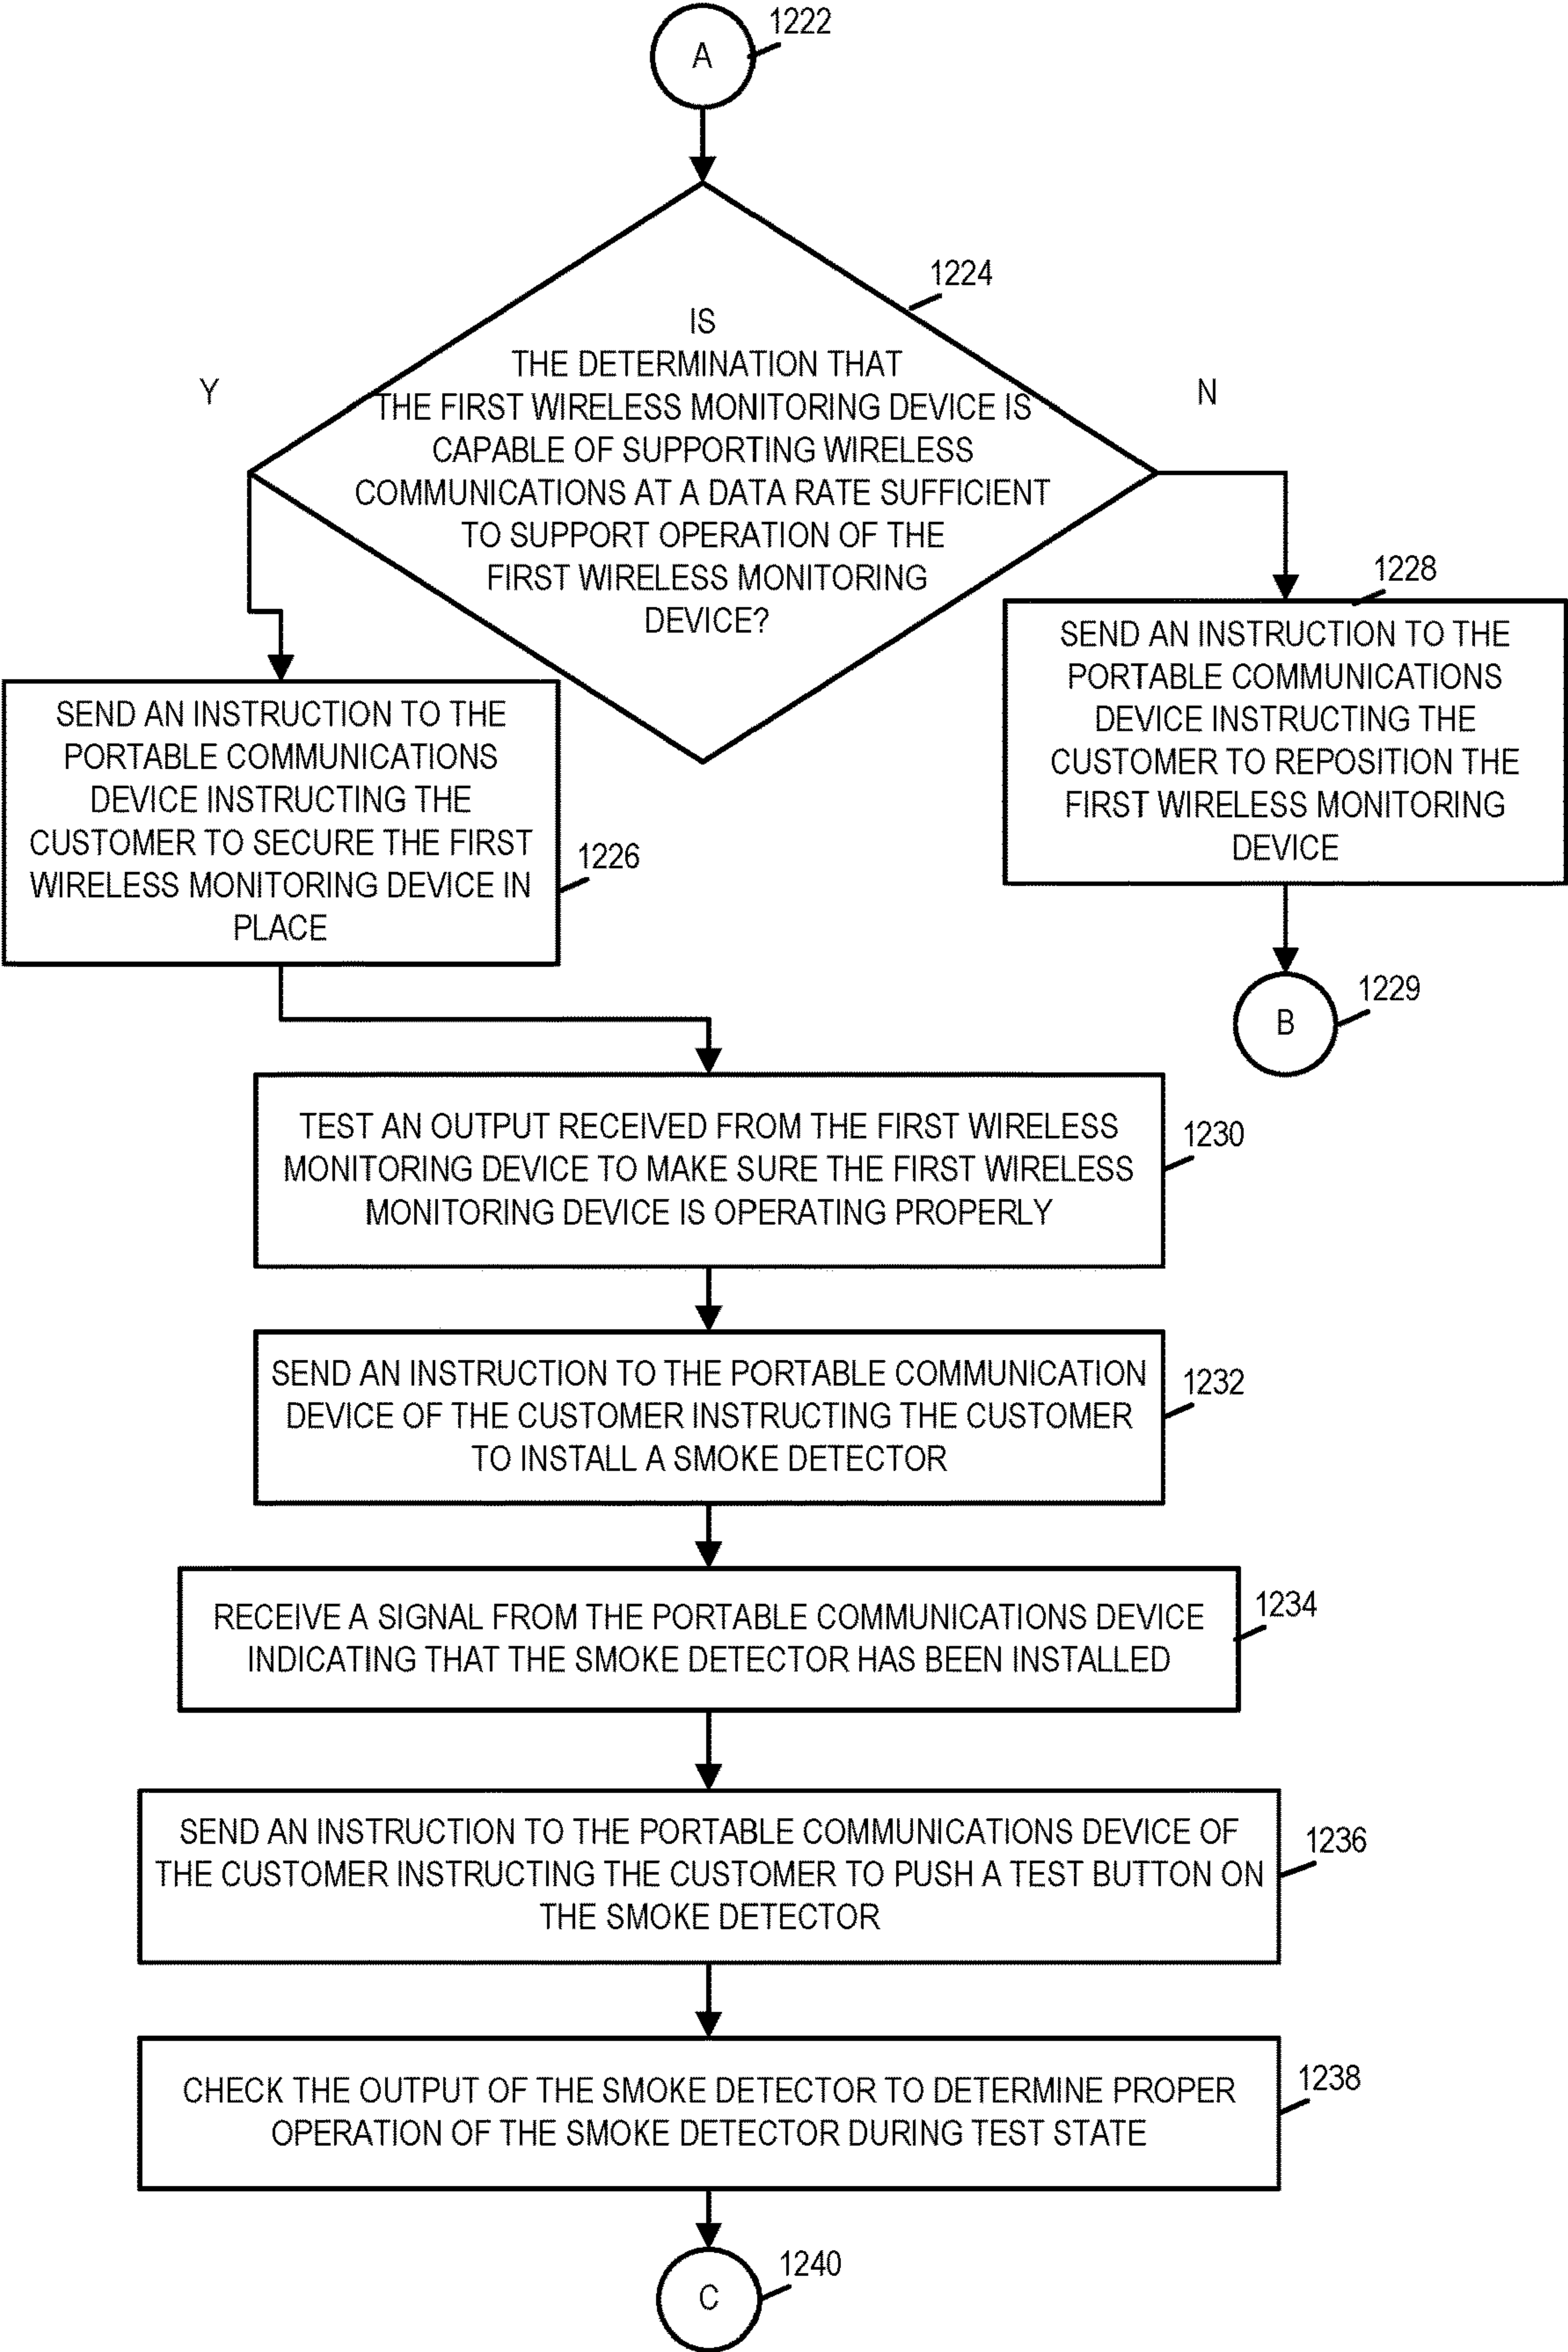 A
1222
1224
IS
THE DETERMINATION THAT
THE FIRST WIRELESS MONITORING DEVICE IS
CAPABLE OF SUPPORTING WIRELESS
COMMUNICATIONS AT A DATA RATE SUFFICIENT
TO SUPPORT OPERATION OF THE
FIRST WIRELESS MONITORING
DEVICE?
Y
N
1228
SEND AN INSTRUCTION TO THE
PORTABLE COMMUNICATIONS
DEVICE INSTRUCTING THE
CUSTOMER TO REPOSITION THE
FIRST WIRELESS MONITORING
DEVICE
SEND AN INSTRUCTION TO THE
PORTABLE COMMUNICATIONS
DEVICE INSTRUCTING THE
CUSTOMER TO SECURE THE FIRST
WIRELESS MONITORING DEVICE IN
PLACE
1226
B
1229
TEST AN OUTPUT RECEIVED FROM THE FIRST WIRELESS
MONITORING DEVICE TO MAKE SURE THE FIRST WIRELESS
MONITORING DEVICE IS OPERATING PROPERLY
1230
SEND AN INSTRUCTION TO THE PORTABLE COMMUNICATION
DEVICE OF THE CUSTOMER INSTRUCTING THE CUSTOMER
TO INSTALL A SMOKE DETECTOR
1232
RECEIVE A SIGNAL FROM THE PORTABLE COMMUNICATIONS DEVICE
INDICATING THAT THE SMOKE DETECTOR HAS BEEN INSTALLED
1234
SEND AN INSTRUCTION TO THE PORTABLE COMMUNICATIONS DEVICE OF
THE CUSTOMER INSTRUCTING THE CUSTOMER TO PUSH A TEST BUTTON ON
THE SMOKE DETECTOR
1236
CHECK THE OUTPUT OF THE SMOKE DETECTOR TO DETERMINE PROPER
OPERATION OF THE SMOKE DETECTOR DURING TEST STATE
1238
C
1240